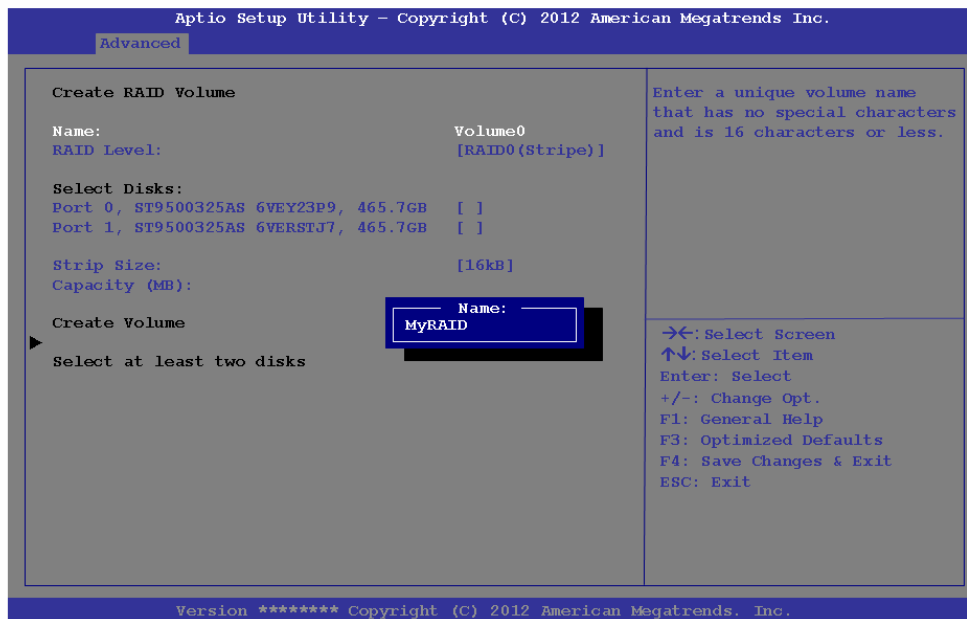 Aptio Setup Utility – Copyright (C) 2012 American Megatrends Inc.
Advanced
Create RAID Volume
Name: Volume0
RAID Level: [RAID0(Stripe)]
Select Disks:
Port 0, ST9500325AS 6VEY23P9, 465.7GB [ ]
Port 1, ST9500325AS 6VERSTJ7, 465.7GB [ ]
Strip Size: [16kB]
Capacity (MB):
Create Volume
Select at least two disks
Name:
MyRAID
Enter a unique volume name
that has no special characters
and is 16 characters or less.
→←: Select Screen
↑↓: Select Item
Enter: Select
+/-: Change Opt.
F1: General Help
F3: Optimized Defaults
F4: Save Changes & Exit
ESC: Exit
Version ******** Copyright (C) 2012 American Megatrends. Inc.